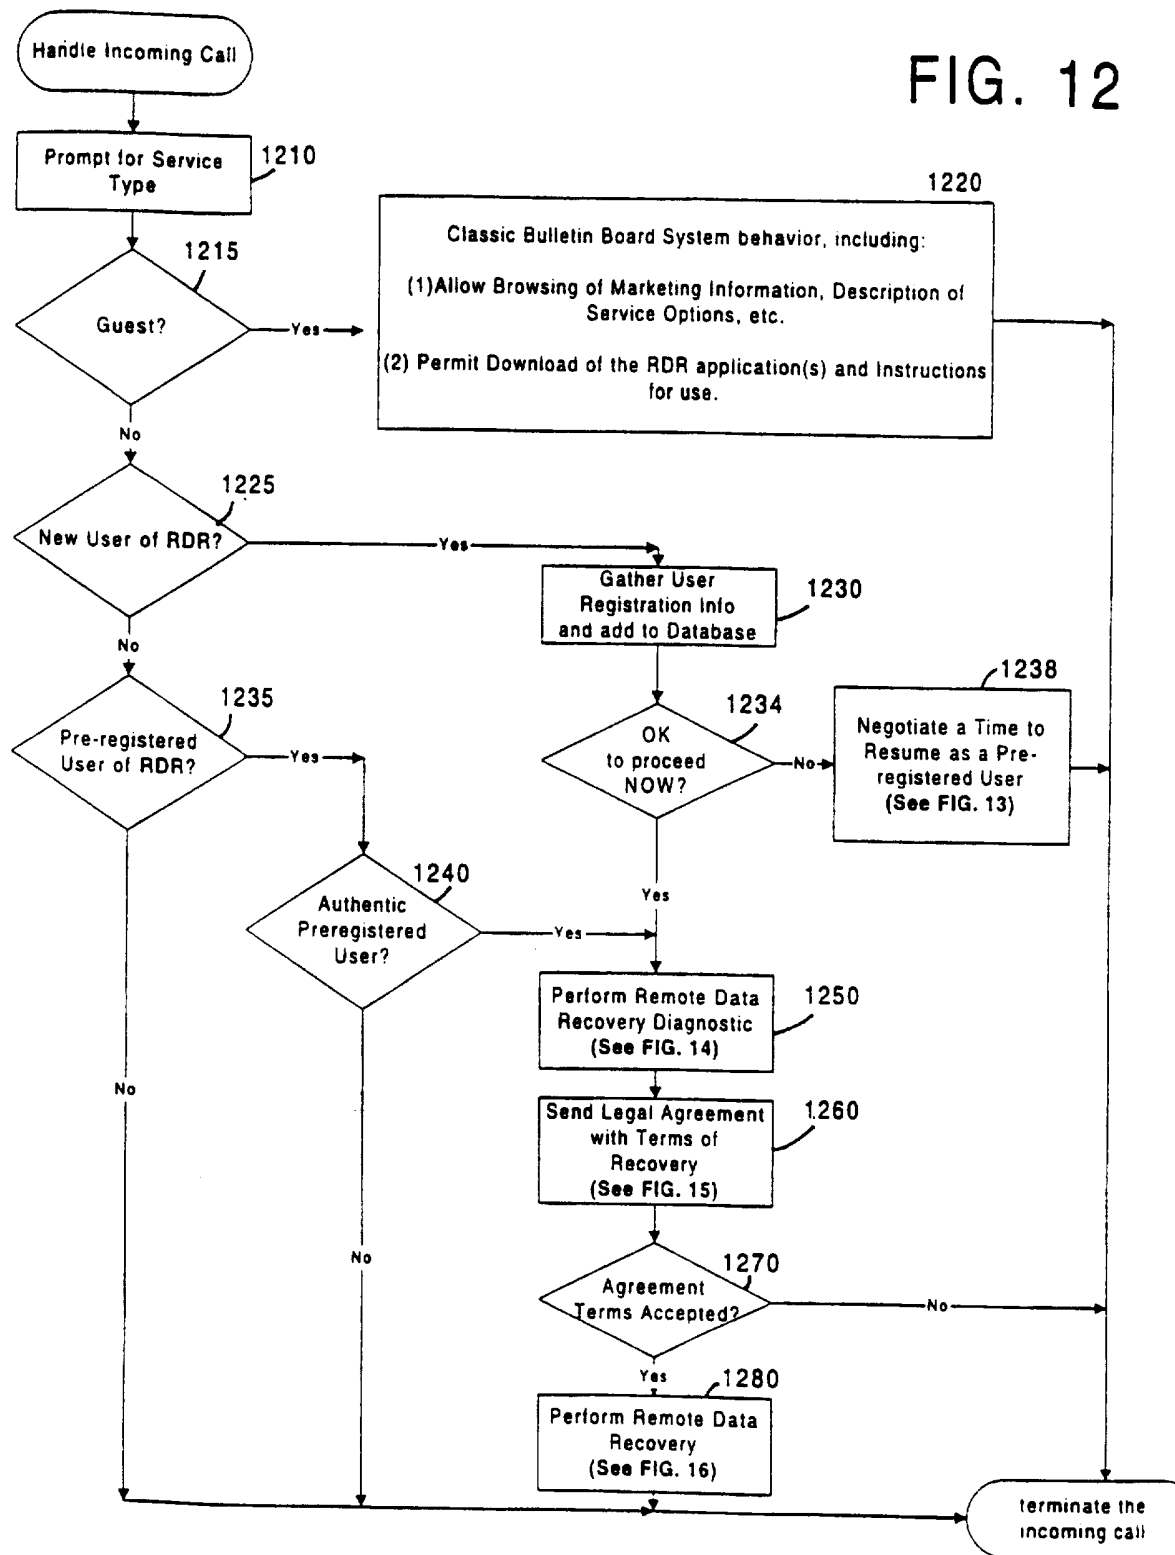 Handle Incoming Call
FIG. 12
Prompt for Service
Type
1210
1220
Classic Bulletin Board System behavior, including:
(1)Allow Browsing of Marketing Information, Description of
Service Options, etc.
(2) Permit Download of the RDR application(s) and Instructions
for use.
1215
Guest?
Yes
No
1225
New User of RDR?
Yes
Gather User
Registration Info
and add to Database
1230
No
1235
Pre-registered
User of RDR?
Yes
1234
OK
to proceed
NOW?
No
1238
Negotiate a Time to
Resume as a Pre-
registered User
(See FIG. 13)
1240
Authentic
Preregistered
User?
Yes
Yes
Perform Remote Data
Recovery Diagnostic
(See FIG. 14)
1250
No
Send Legal Agreement
with Terms of
Recovery
(See FIG. 15)
1260
No
1270
Agreement
Terms Accepted?
No
Yes
1280
Perform Remote Data
Recovery
(See FIG. 16)
terminate the
incoming call